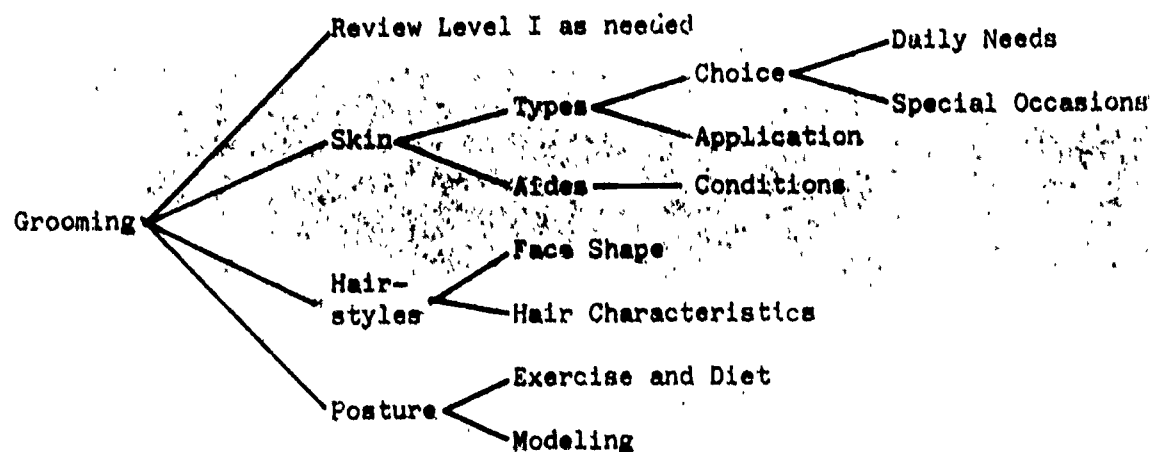 Review Level I as needed
Daily Needs
Choice
Special Occasions
Types
Application
Skin
Aides
Conditions
Grooming
Face Shape
Hair-
styles
Hair Characteristics
Exercise and Diet
Posture
Modeling